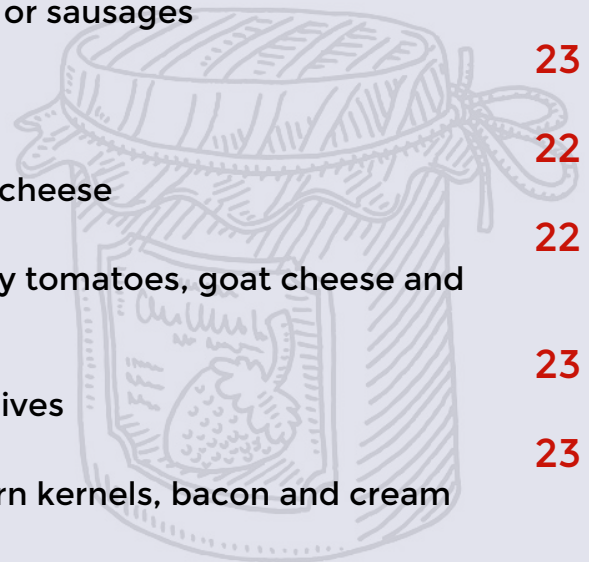 or sausages
23
22
cheese
22
y tomatoes, goat cheese and
23
ives
23
rn kernels, bacon and cream